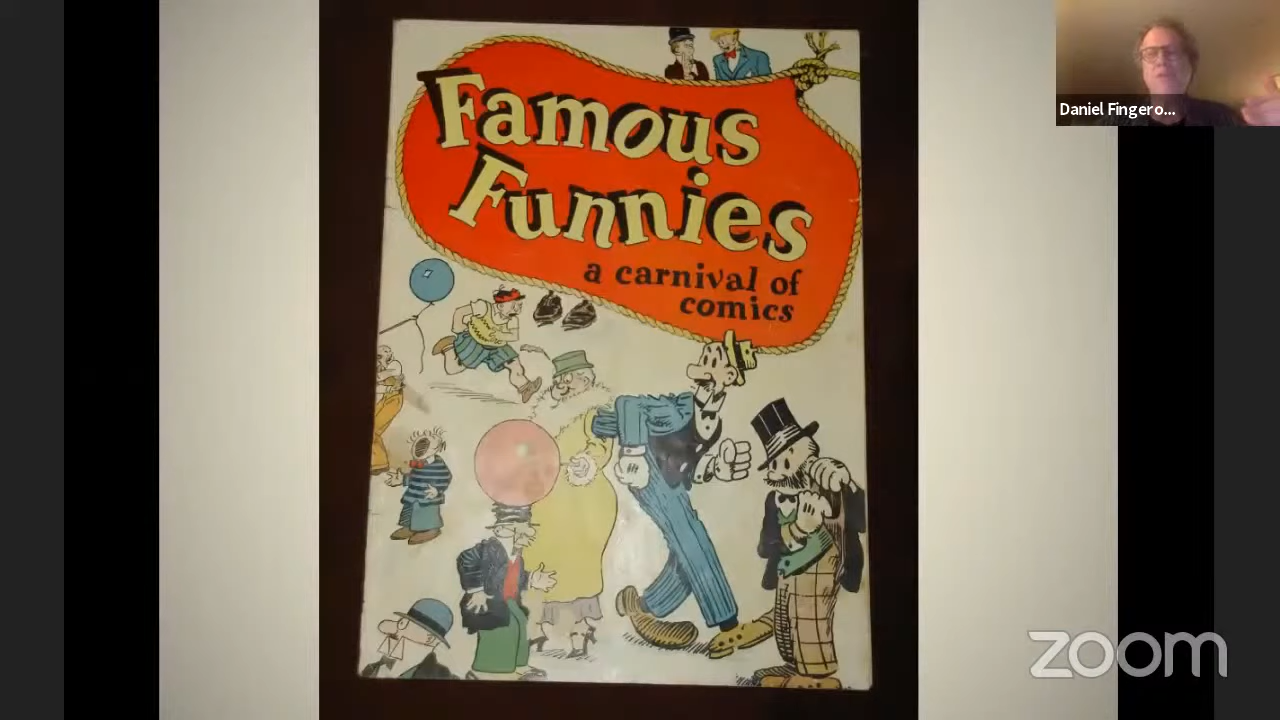 Famous
Funnies
a carnival of
comics
Daniel Fingero...
zoom